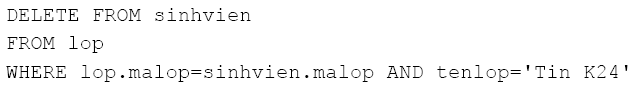 DELETE FROM sinhvien
FROM lop
WHERE lop.malop=sinhvien.malop AND tenlop='Tin K24'